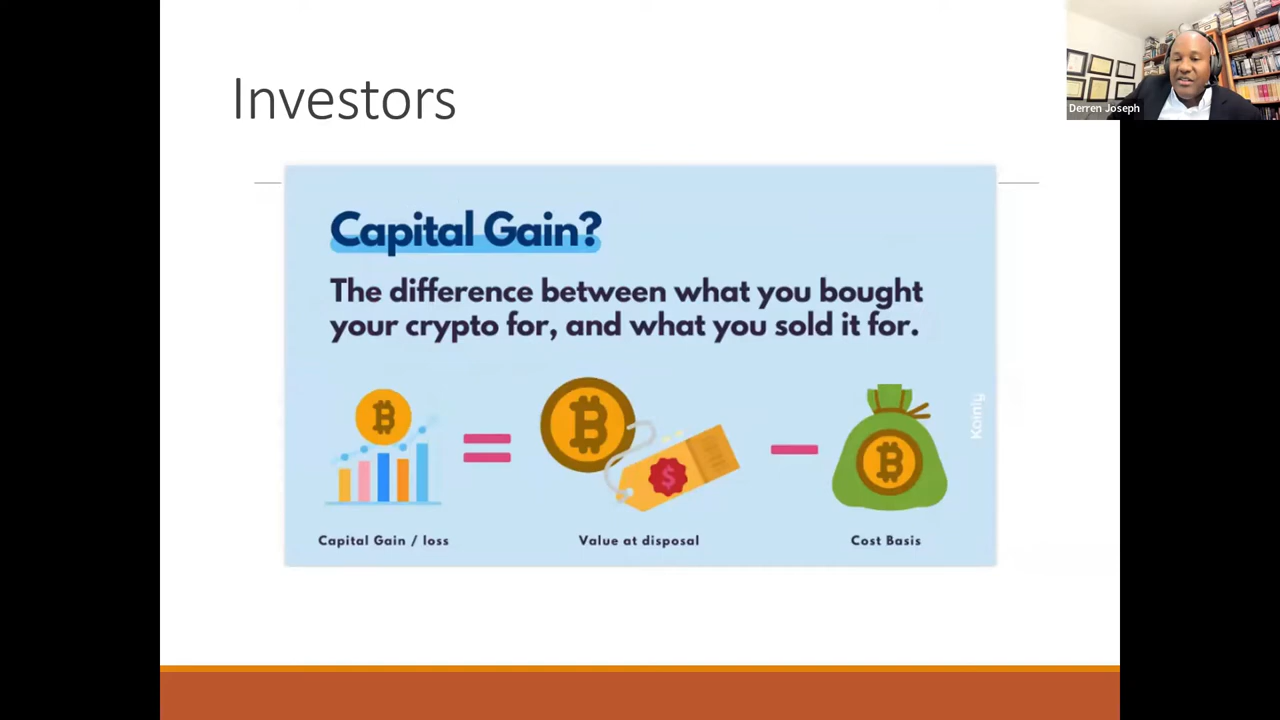 Investors
Derren Joseph
Capital Gain?
The difference between what you bought
your crypto for, and what you sold it for.
Koinly
Capital Gain / loss
Value at disposal
Cost Basis